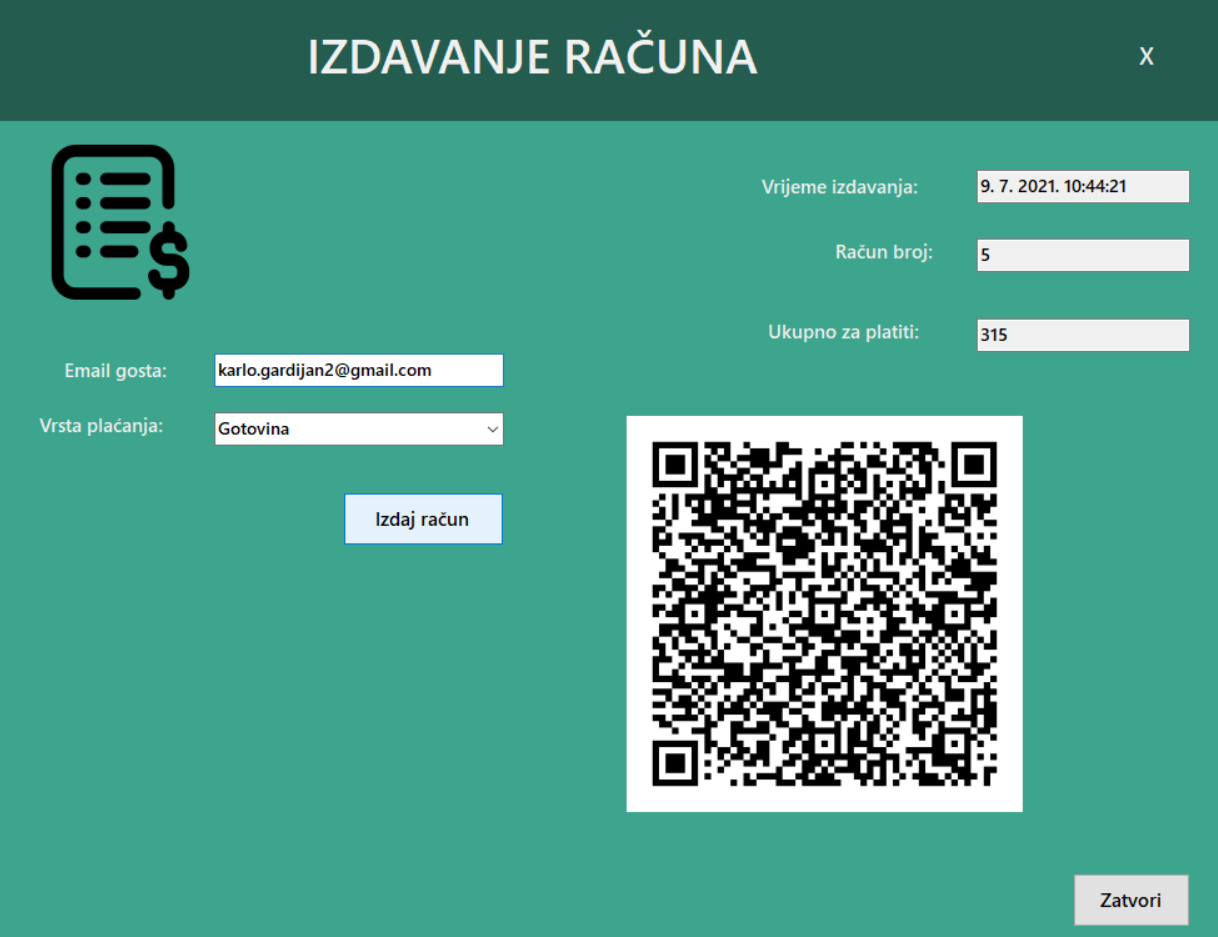 IZDAVANJE RAČUNA
X
Vrijeme izdavanja: 9. 7. 2021. 10:44:21
Račun broj: 5
Ukupno za platiti: 315
Email gosta: karlo.gardijan2@gmail.com
Vrsta plaćanja: Gotovina
Izdaj račun
Zatvori